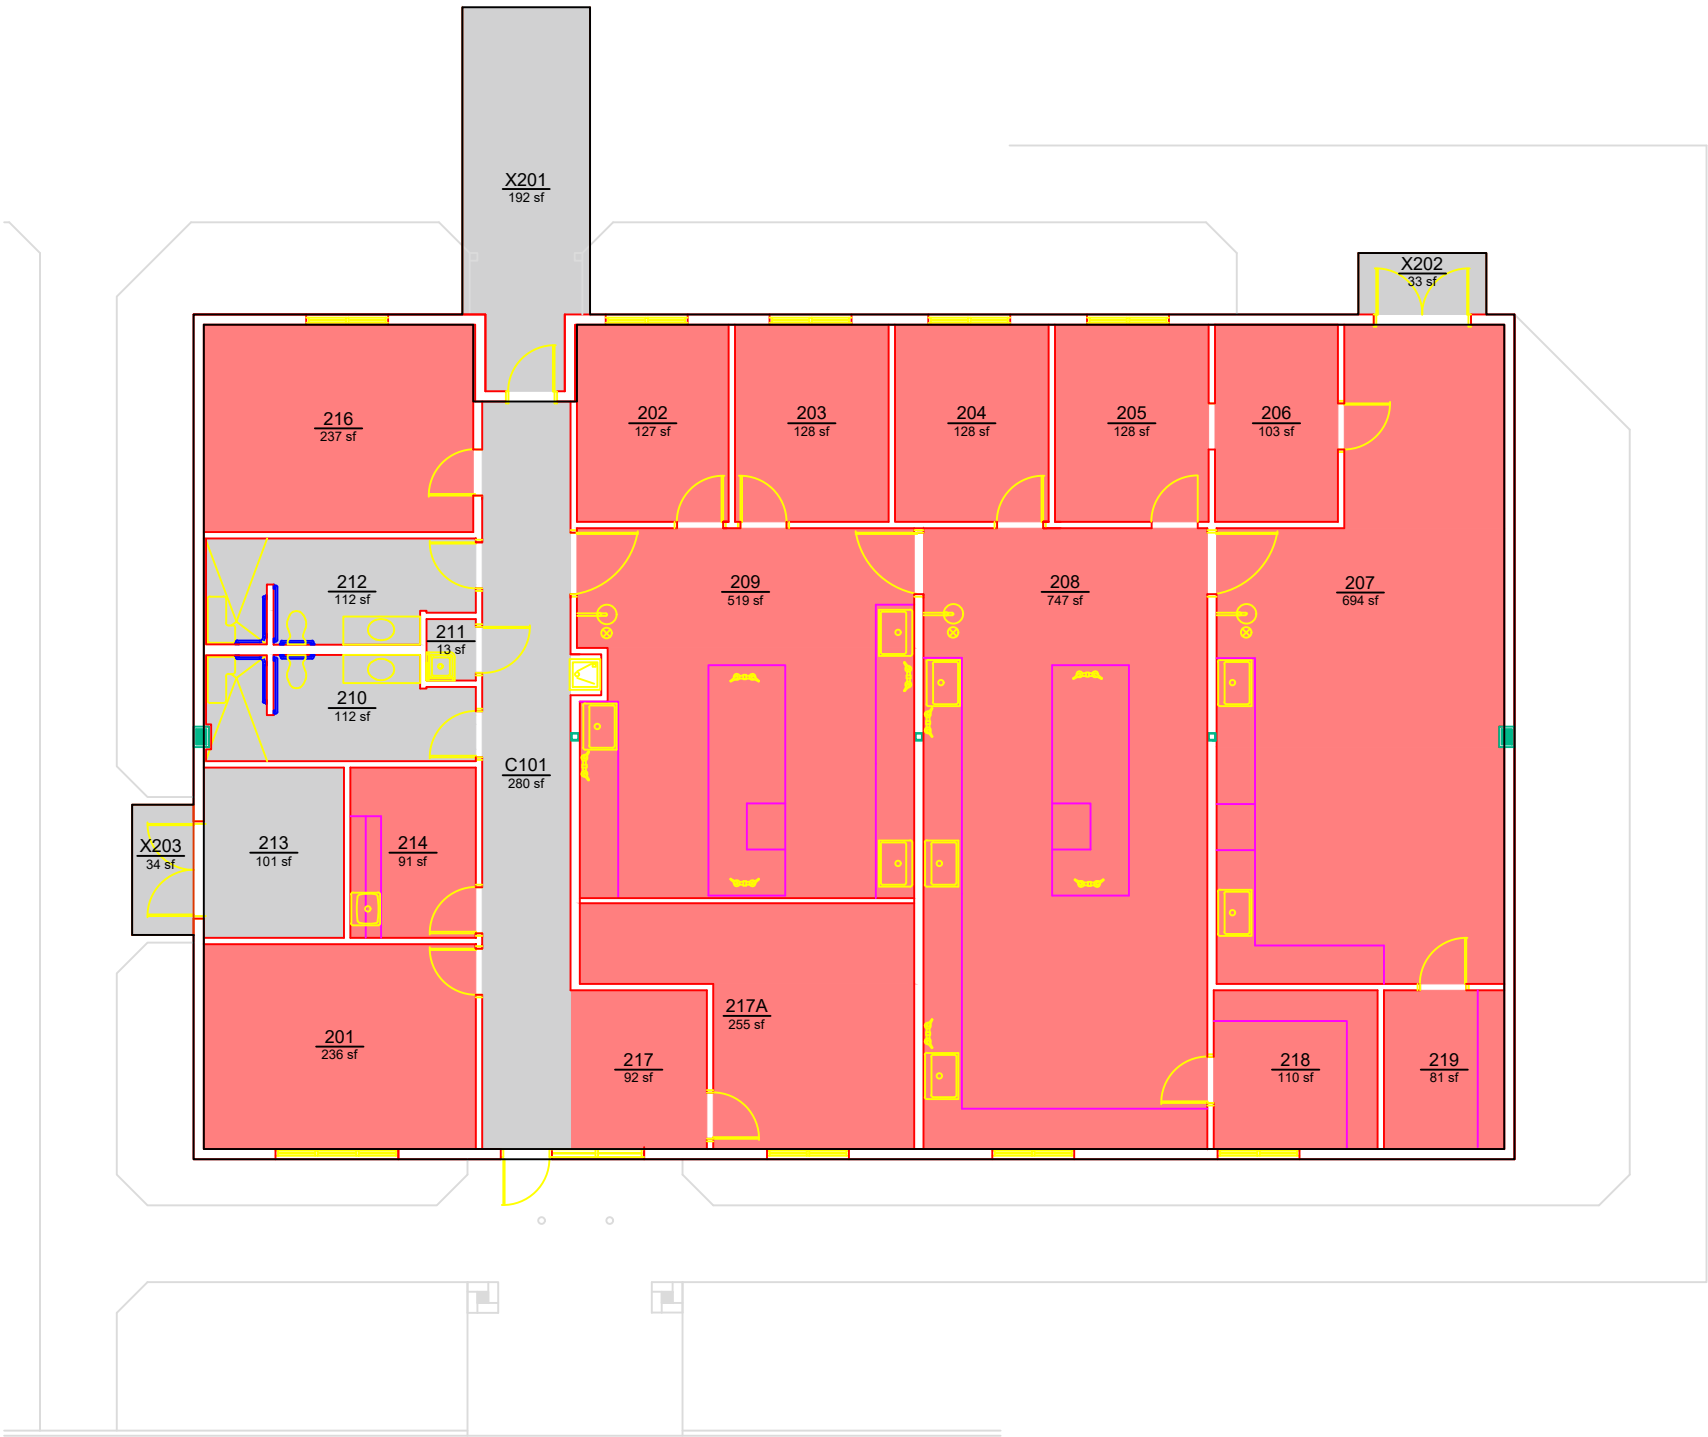 X201
192 sf
X202
33 sf
216
237 sf
202
127 sf
203
128 sf
204
128 sf
205
128 sf
206
103 sf
212
112 sf
209
519 sf
208
747 sf
207
694 sf
211
13 sf
210
112 sf
C101
280 sf
X203
34 sf
213
101 sf
214
91 sf
217A
255 sf
201
236 sf
217
92 sf
218
110 sf
219
81 sf